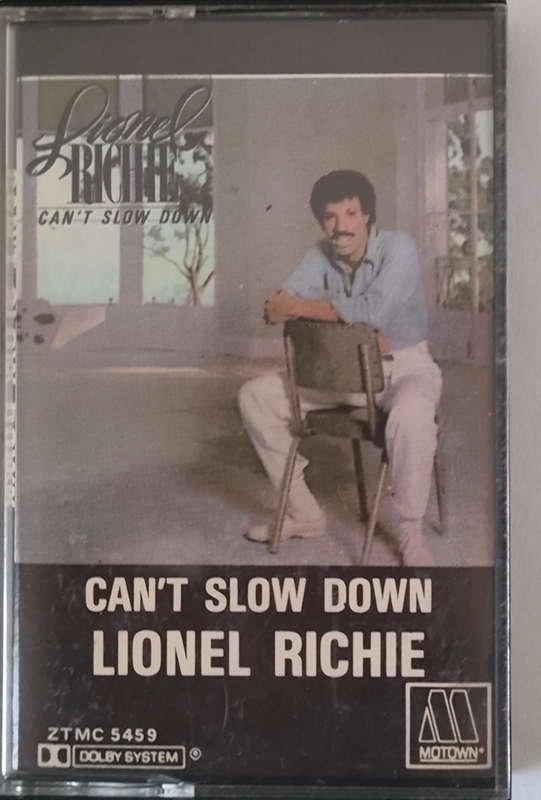 Lionel
RICHIE
CAN'T SLOW DOWN
CAN'T SLOW DOWN
LIONEL RICHIE
ZTMC 5459
DOLBY SYSTEM ®
MOTOWN®